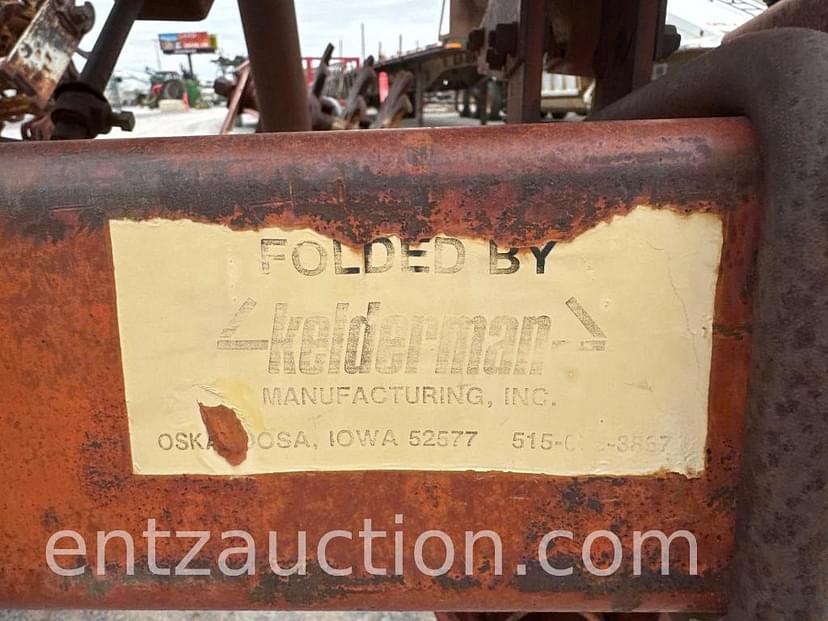 FOLDED BY
kelderman
MANUFACTURING, INC.
IOWA 52577
entzauction.com